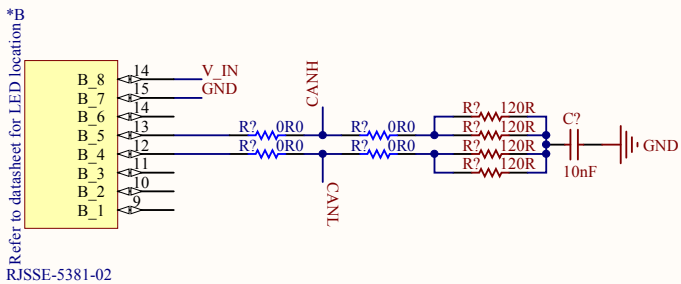 *B
Refer to datasheet for LED location
B_8 14 V_IN
B_7 15 GND
B_6 14
B_5 13
B_4 12
B_3 11
B_2 10
B_1 9
RJSSE-5381-02
R? 0R0
R? 0R0
CANH
CANL
R? 0R0
R? 0R0
R? 120R
R? 120R
R? 120R
R? 120R
C?
10nF
GND